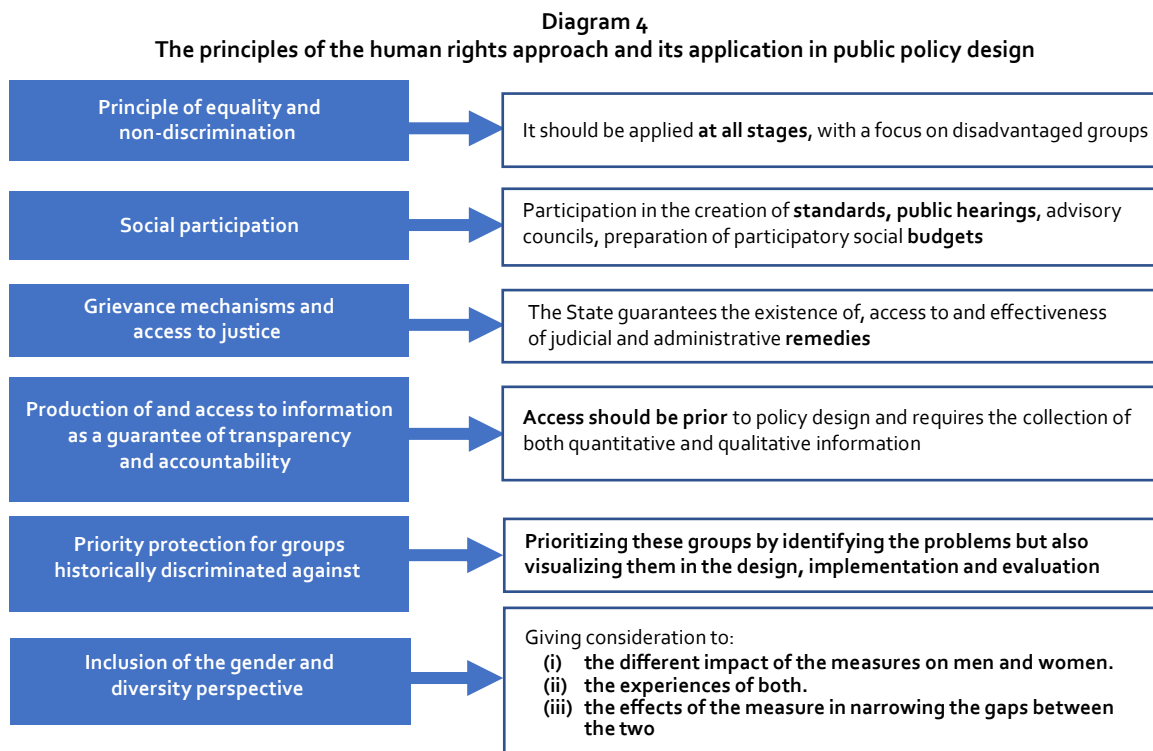 Diagram 4
The principles of the human rights approach and its application in public policy design
Principle of equality and
non-discrimination
It should be applied at all stages, with a focus on disadvantaged groups
Social participation
Participation in the creation of standards, public hearings, advisory
councils, preparation of participatory social budgets
Grievance mechanisms and
access to justice
The State guarantees the existence of, access to and effectiveness
of judicial and administrative remedies
Production of and access to information
as a guarantee of transparency
and accountability
Access should be prior to policy design and requires the collection of
both quantitative and qualitative information
Priority protection for groups
historically discriminated against
Prioritizing these groups by identifying the problems but also
visualizing them in the design, implementation and evaluation
Inclusion of the gender and
diversity perspective
Giving consideration to:
(i) the different impact of the measures on men and women.
(ii) the experiences of both.
(iii) the effects of the measure in narrowing the gaps between
the two